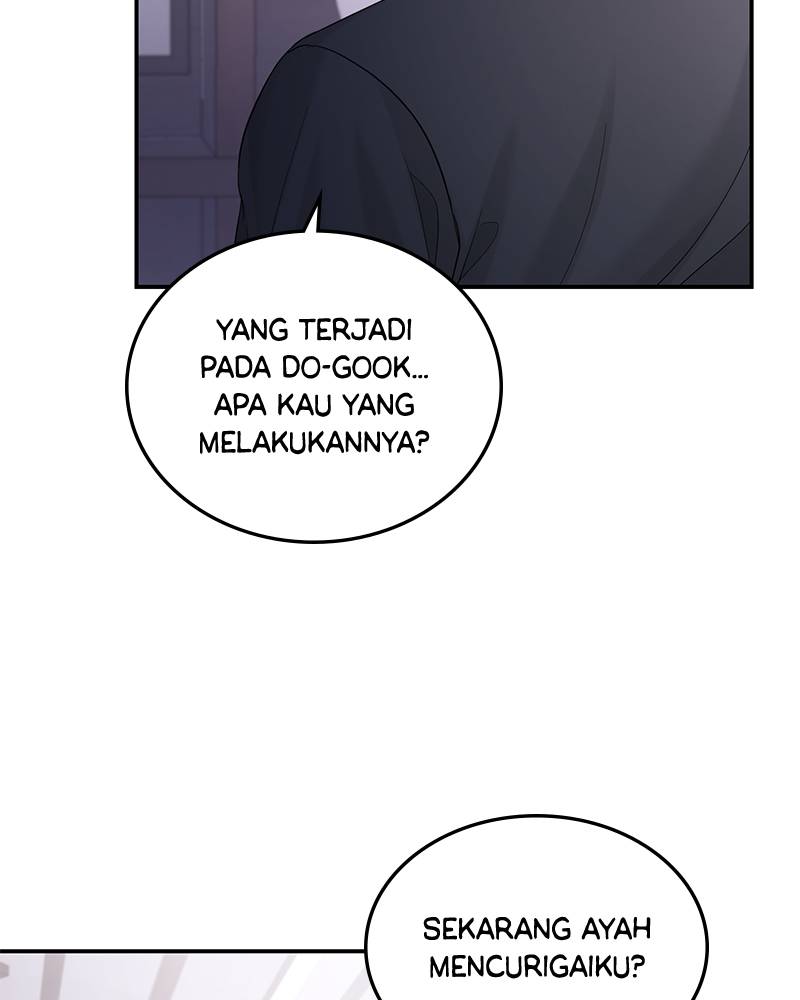 YANG TERJADI
PADA DO-GOOK...
APA KAU YANG
MELAKUKANNYA?
SEKARANG AYAH
MENCURIGAIKU?